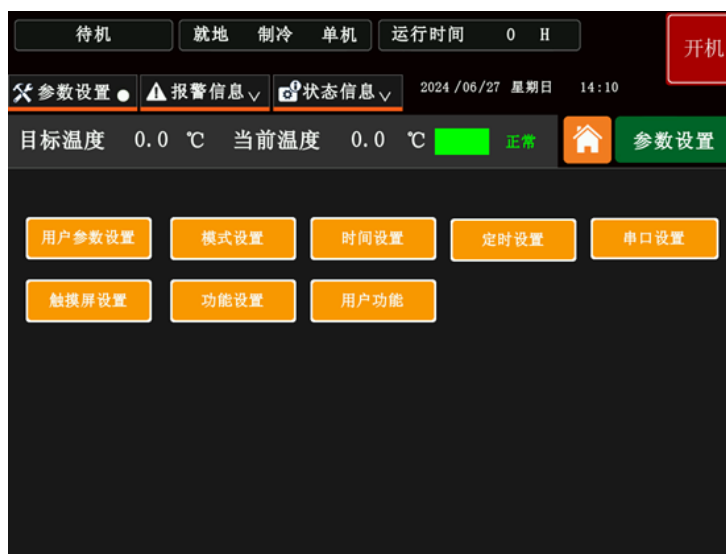 待机 就地 制冷 单机 运行时间 0 H 开机
参数设置 报警信息 状态信息 2024 /06/27 星期日 14:10
目标温度 0.0 ℃ 当前温度 0.0 ℃ 正常 参数设置
用户参数设置 模式设置 时间设置 定时设置 串口设置
触摸屏设置 功能设置 用户功能